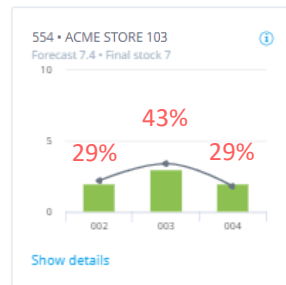 554 • ACME STORE 103
Forecast 7.4 • Final stock 7
10
43%
5
29%
29%
0
002 003 004
Show details